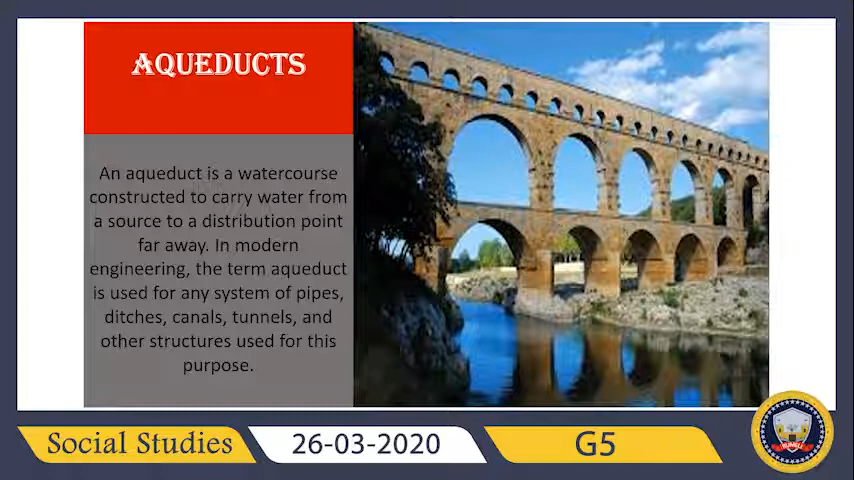 AQUEDUCTS
An aqueduct is a watercourse
constructed to carry water from
a source to a distribution point
far away. In modern
engineering, the term aqueduct
is used for any system of pipes,
ditches, canals, tunnels, and
other structures used for this
purpose.
Social Studies
26-03-2020
G5